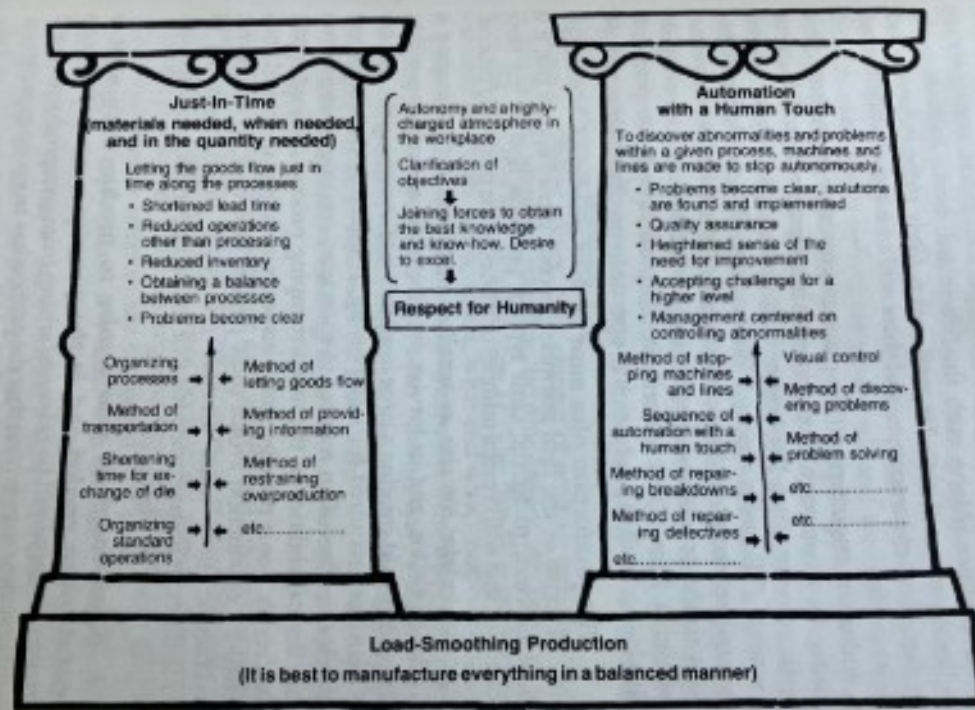 Just-In-Time
(materials needed, when needed,
and in the quantity needed)
Letting the goods flow just in
time along the processes
• Shortened lead time
• Reduced operations
other than processing
• Reduced inventory
• Obtaining a balance
between processes
• Problems become clear
Organizing
processes
Method of
letting goods flow
Method of
transportation
Method of provid-
ing information
Shortening
time for ex-
change of die
Method of
restraining
overproduction
Organizing
standard
operations
etc...................
Autonomy and a highly-
charged atmosphere in
the workplace
Clarification of
objectives
Joining forces to obtain
the best knowledge
and know-how. Desire
to excel.
Respect for Humanity
Automation
with a Human Touch
To discover abnormalities and problems
within a given process, machines and
lines are made to stop autonomously.
• Problems become clear, solutions
are found and implemented
• Quality assurance
• Heightened sense of the
need for improvement
• Accepting challenge for a
higher level
• Management centered on
controlling abnormalities
Method of stop-
ping machines
and lines
Visual control
Method of discov-
ering problems
Sequence of
automation with a
human touch
Method of
problem solving
Method of repair-
ing breakdowns
etc...................
Method of repair-
ing defectives
etc...................
etc...................
Load-Smoothing Production
(It is best to manufacture everything in a balanced manner)